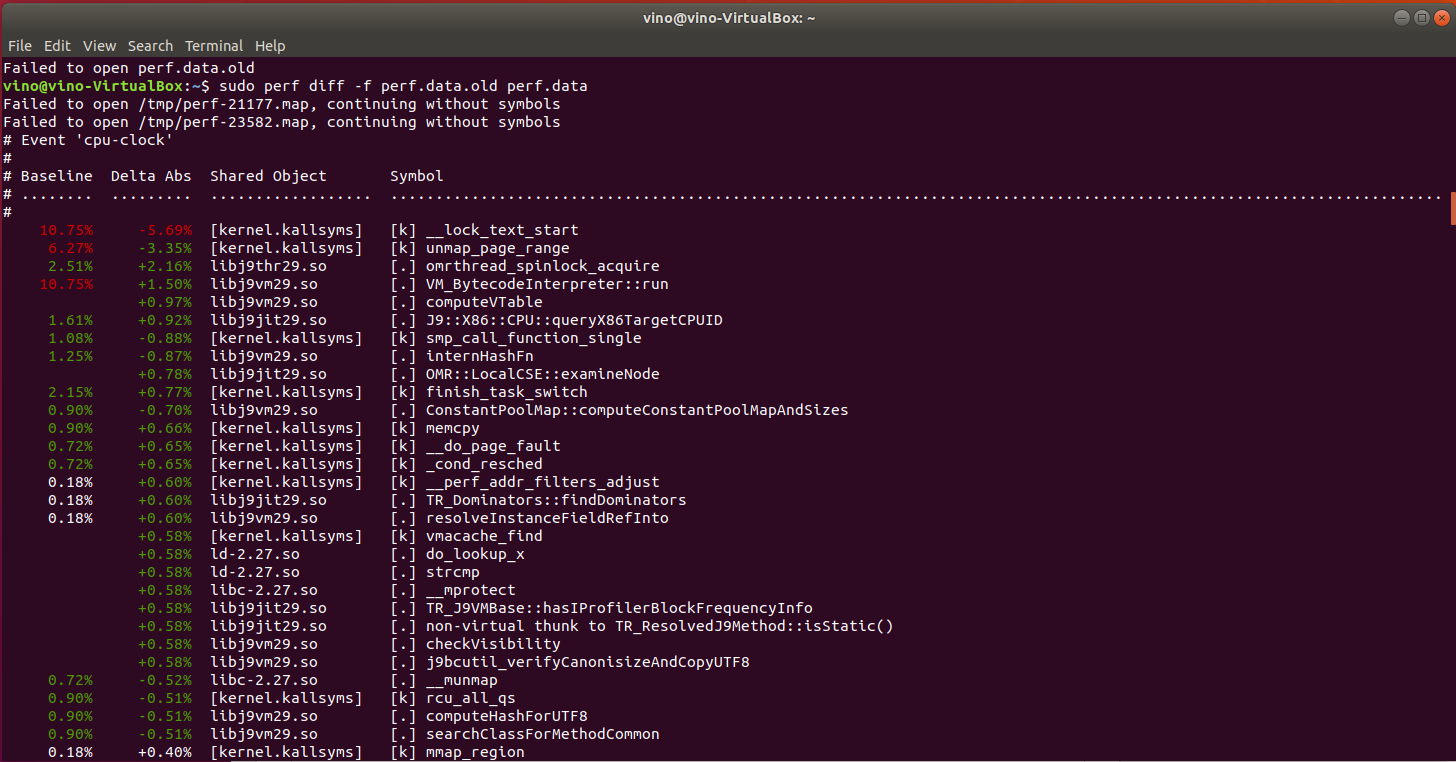 vino@vino-VirtualBox: ~
File Edit View Search Terminal Help
Failed to open perf.data.old
vino@vino-VirtualBox:~$ sudo perf diff -f perf.data.old perf.data
Failed to open /tmp/perf-21177.map, continuing without symbols
Failed to open /tmp/perf-23582.map, continuing without symbols
# Event 'cpu-clock'
#
# Baseline  Delta Abs  Shared Object       Symbol
# ........  .........  ..................  .....................................................................................................................
#
    10.75%     -5.69%  [kernel.kallsyms]   [k] __lock_text_start
     6.27%     -3.35%  [kernel.kallsyms]   [k] unmap_page_range
     2.51%     +2.16%  libj9thr29.so       [.] omrthread_spinlock_acquire
    10.75%     +1.50%  libj9vm29.so        [.] VM_BytecodeInterpreter::run
               +0.97%  libj9vm29.so        [.] computeVTable
     1.61%     +0.92%  libj9jit29.so       [.] J9::X86::CPU::queryX86TargetCPUID
     1.08%     -0.88%  [kernel.kallsyms]   [k] smp_call_function_single
     1.25%     -0.87%  libj9vm29.so        [.] internHashFn
               +0.78%  libj9jit29.so       [.] OMR::LocalCSE::examineNode
     2.15%     +0.77%  [kernel.kallsyms]   [k] finish_task_switch
     0.90%     -0.70%  libj9vm29.so        [.] ConstantPoolMap::computeConstantPoolMapAndSizes
     0.90%     +0.66%  [kernel.kallsyms]   [k] memcpy
     0.72%     +0.65%  [kernel.kallsyms]   [k] __do_page_fault
     0.72%     +0.65%  [kernel.kallsyms]   [k] _cond_resched
     0.18%     +0.60%  [kernel.kallsyms]   [k] __perf_addr_filters_adjust
     0.18%     +0.60%  libj9jit29.so       [.] TR_Dominators::findDominators
     0.18%     +0.60%  libj9vm29.so        [.] resolveInstanceFieldRefInto
               +0.58%  [kernel.kallsyms]   [k] vmacache_find
               +0.58%  ld-2.27.so          [.] do_lookup_x
               +0.58%  ld-2.27.so          [.] strcmp
               +0.58%  libc-2.27.so        [.] __mprotect
               +0.58%  libj9jit29.so       [.] TR_J9VMBase::hasIProfilerBlockFrequencyInfo
               +0.58%  libj9jit29.so       [.] non-virtual thunk to TR_ResolvedJ9Method::isStatic()
               +0.58%  libj9vm29.so        [.] checkVisibility
               +0.58%  libj9vm29.so        [.] j9bcutil_verifyCanonisizeAndCopyUTF8
     0.72%     -0.52%  libc-2.27.so        [.] __munmap
     0.90%     -0.51%  [kernel.kallsyms]   [k] rcu_all_qs
     0.90%     -0.51%  libj9vm29.so        [.] computeHashForUTF8
     0.90%     -0.51%  libj9vm29.so        [.] searchClassForMethodCommon
     0.18%     +0.40%  [kernel.kallsyms]   [k] mmap_region